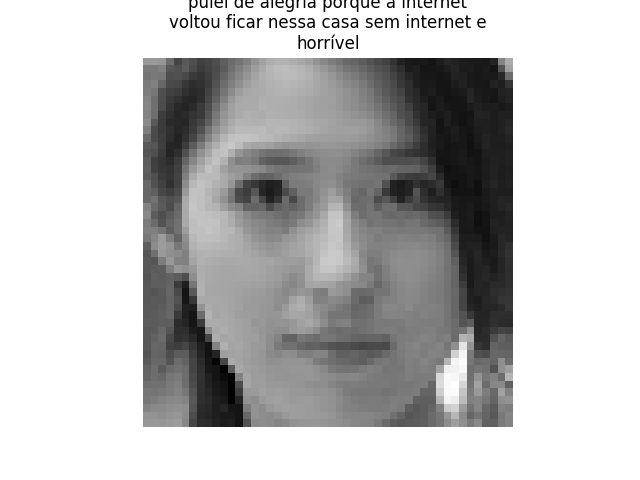 pulei de alegria porque a internet
voltou ficar nessa casa sem internet e
horrível